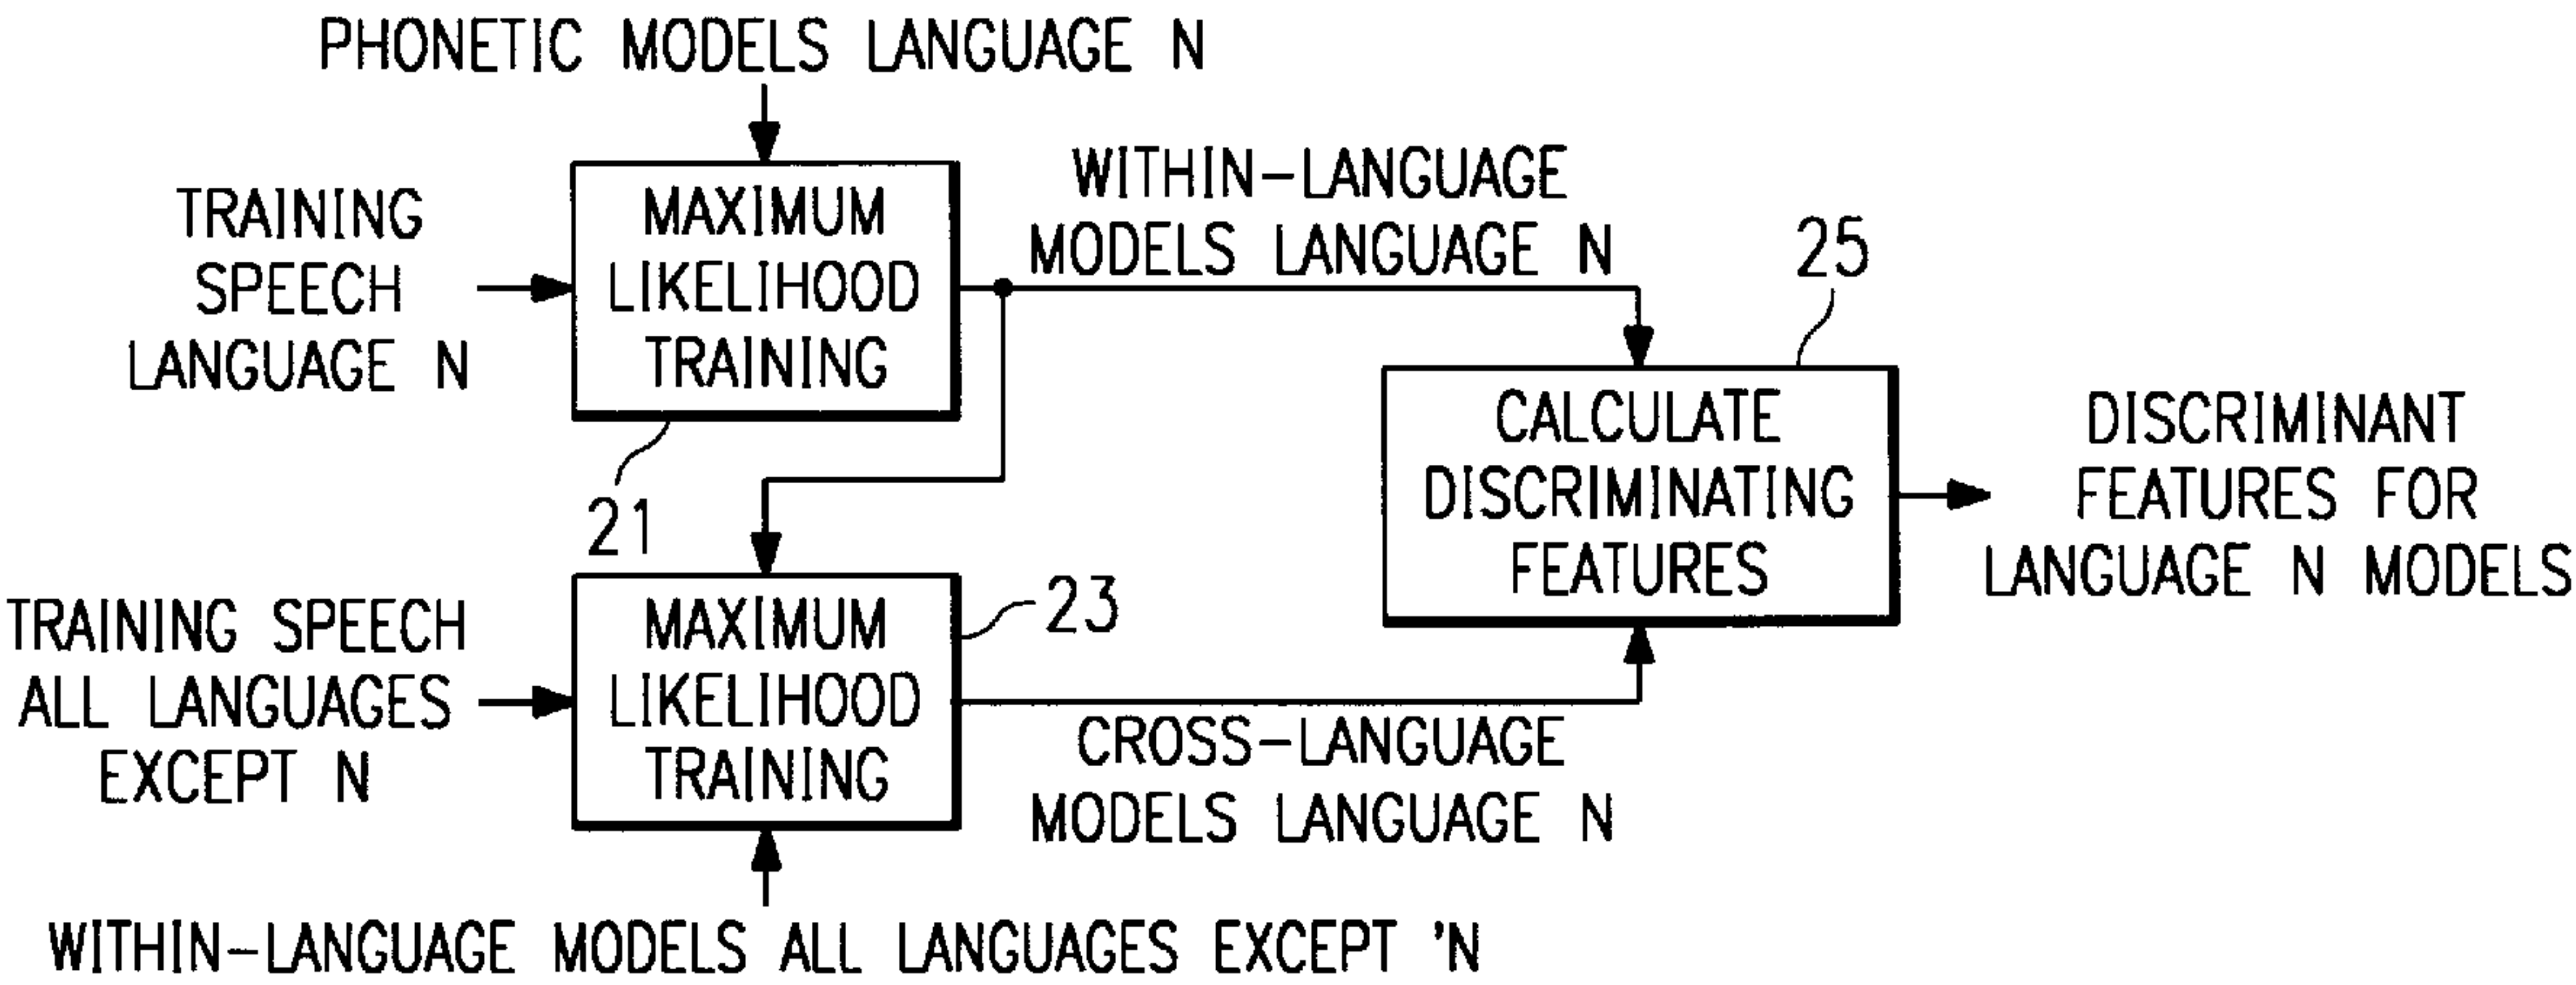 PHONETIC MODELS LANGUAGE N
TRAINING
SPEECH
LANGUAGE N
MAXIMUM
LIKELIHOOD
TRAINING
21
WITHIN-LANGUAGE
MODELS LANGUAGE N
25
CALCULATE
DISCRIMINATING
FEATURES
DISCRIMINANT
FEATURES FOR
LANGUAGE N MODELS
TRAINING SPEECH
ALL LANGUAGES
EXCEPT N
MAXIMUM
LIKELIHOOD
TRAINING
23
CROSS-LANGUAGE
MODELS LANGUAGE N
WITHIN-LANGUAGE MODELS ALL LANGUAGES EXCEPT 'N